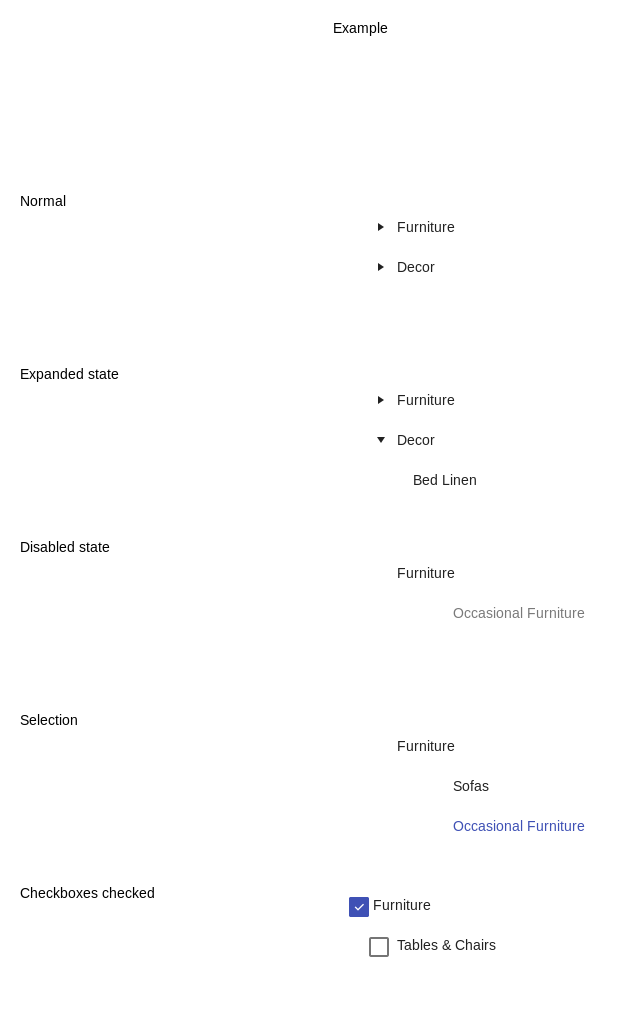 Example
Normal
Furniture
Decor
Expanded state
Furniture
Decor
Bed Linen
Disabled state
Furniture
Occasional Furniture
Selection
Furniture
Sofas
Occasional Furniture
Checkboxes checked
Furniture
Tables & Chairs